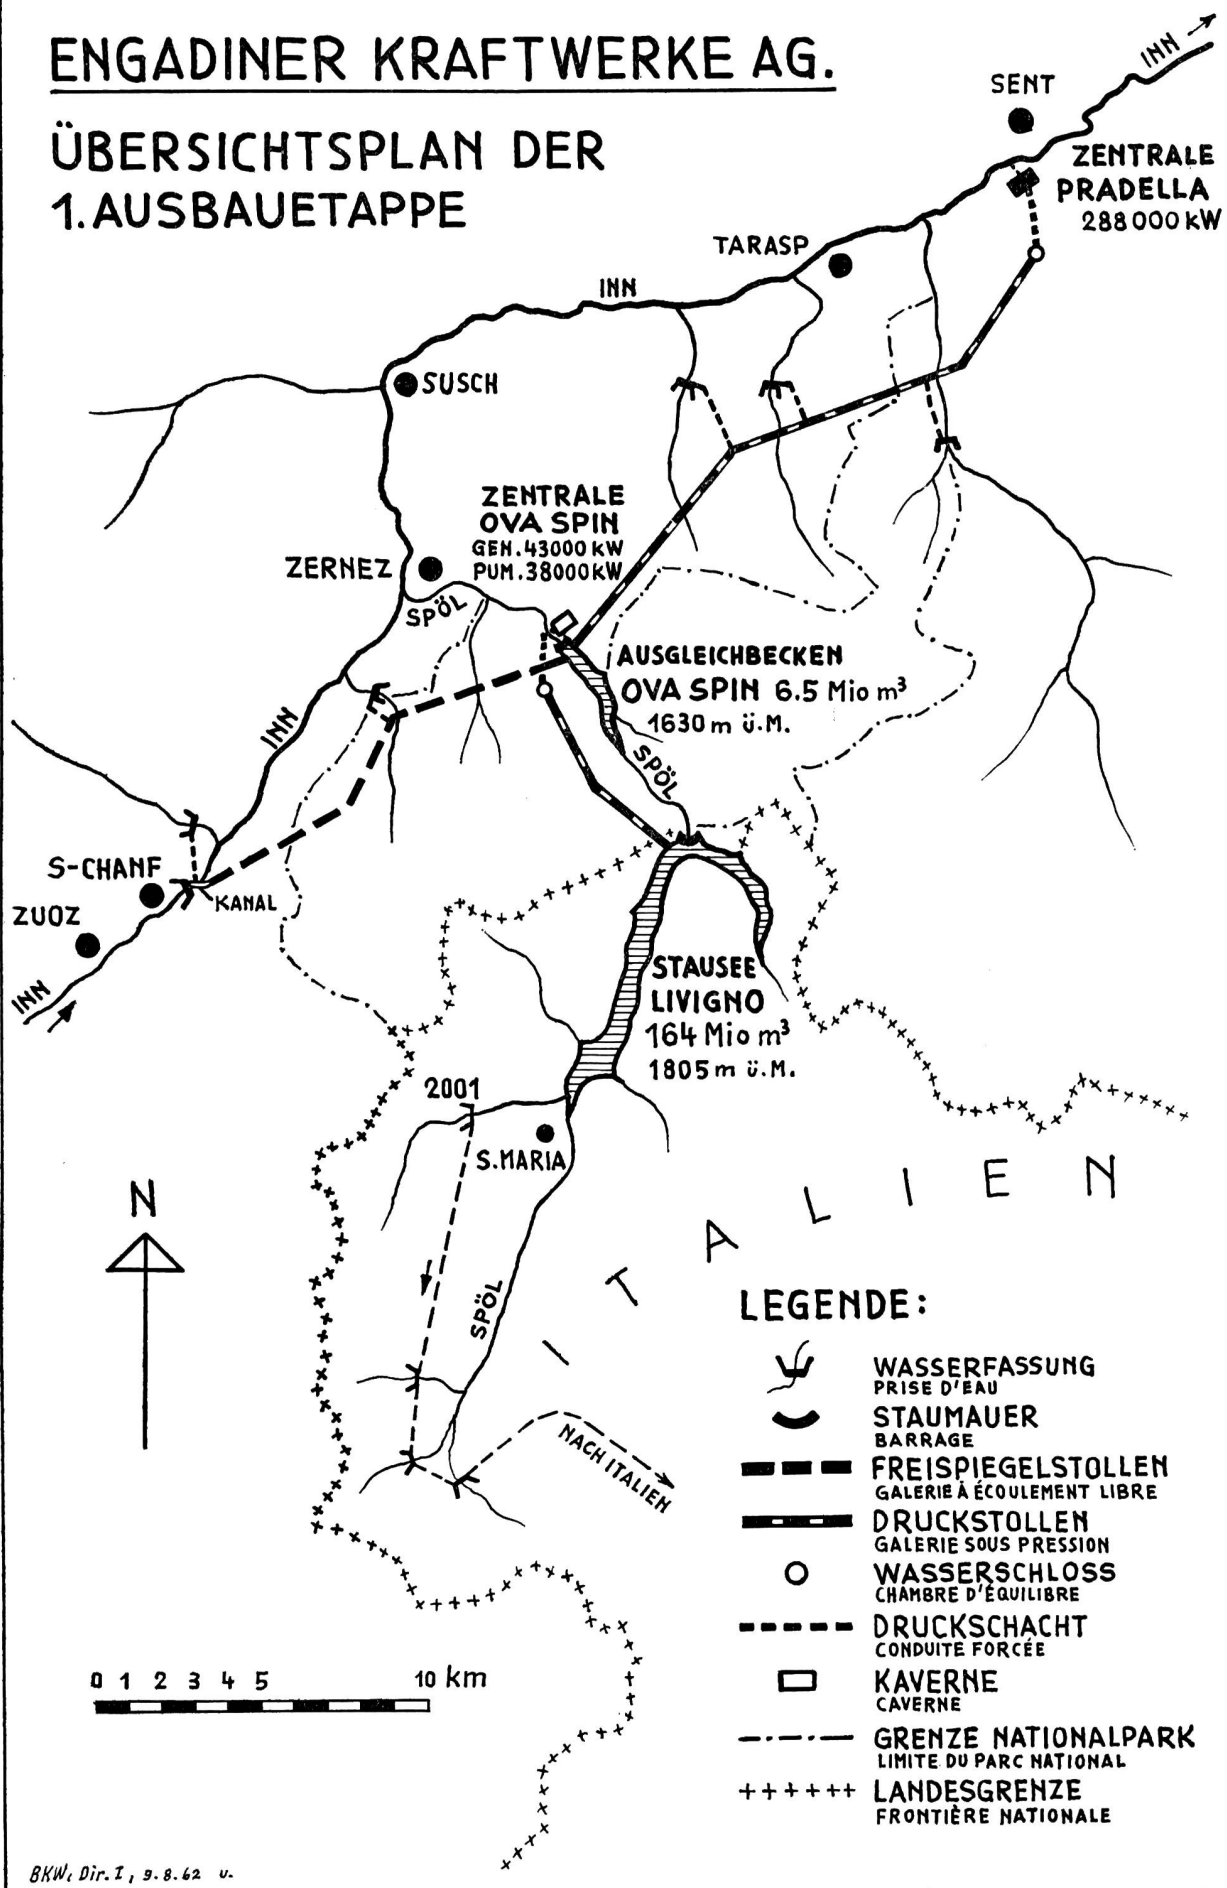 ENGADINER KRAFTWERKE AG.
ÜBERSICHTSPLAN DER
1. AUSBAUETAPPE
INN
SENT
ZENTRALE
PRADELLA
288000 KW
TARASP
INN
SUSCH
ZENTRALE
OVA SPIN
GEN. 43000 KW
PUM. 38000 KW
ZERNEZ
SPÖL
AUSGLEICHBECKEN
OVA SPIN 6.5 Mio m³
1630 m ü.M.
INN
SPÖL
S-CHANF
KANAL
ZUOZ
INN
STAUSEE
LIVIGNO
164 Mio m³
1805 m ü.M.
2001
S. MARIA
N
ITALIEN
SPÖL
NACH ITALIEN
LEGENDE:
WASSERFASSUNG
PRISE D'EAU
STAUMAUER
BARRAGE
FREISPIEGELSTOLLEN
GALERIE À ÉCOULEMENT LIBRE
DRUCKSTOLLEN
GALERIE SOUS PRESSION
WASSERSCHLOSS
CHAMBRE D'ÉQUILIBRE
DRUCKSCHACHT
CONDUITE FORCÉE
KAVERNE
CAVERNE
GRENZE NATIONALPARK
LIMITE DU PARC NATIONAL
LANDESGRENZE
FRONTIÈRE NATIONALE
0 1 2 3 4 5 10 km
BKW, Dir. I, 9.8.62 u.